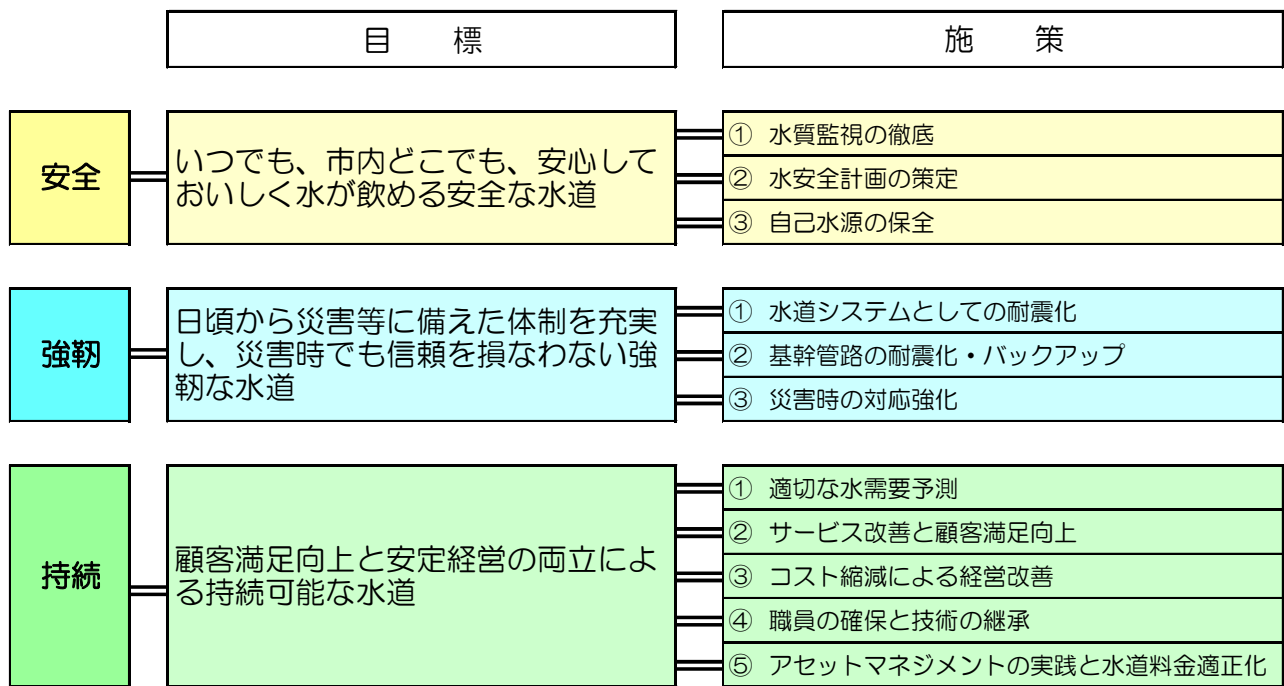 目標
施策
安全
いつでも、市内どこでも、安心して
おいしく水が飲める安全な水道
① 水質監視の徹底
② 水安全計画の策定
③ 自己水源の保全
強靭
日頃から災害等に備えた体制を充実
し、災害時でも信頼を損なわない強
靭な水道
① 水道システムとしての耐震化
② 基幹管路の耐震化・バックアップ
③ 災害時の対応強化
持続
顧客満足向上と安定経営の両立によ
る持続可能な水道
① 適切な水需要予測
② サービス改善と顧客満足向上
③ コスト縮減による経営改善
④ 職員の確保と技術の継承
⑤ アセットマネジメントの実践と水道料金適正化